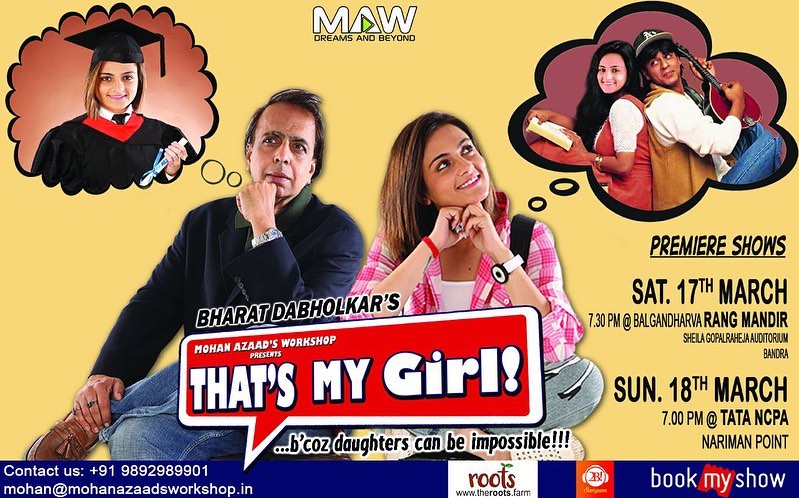 MAW
DREAMS AND BEYOND
BHARAT DABHOLKAR'S
MOHAN AZAAD'S WORKSHOP
PRESENTS
THAT'S MY Girl!
...b'coz daughters can be impossible!!!
PREMIERE SHOWS
SAT. 17TH MARCH
7.30 PM @ BALGANDHARVA RANG MANDIR
SHEILA GOPALRAHEJA AUDITORIUM
BANDRA
SUN. 18TH MARCH
7.00 PM @ TATA NCPA
NARIMAN POINT
Contact us: +91 9892989901
mohan@mohanazaadsworkshop.in
roots
www.theroots.farm
2B!
Sangam
book my show